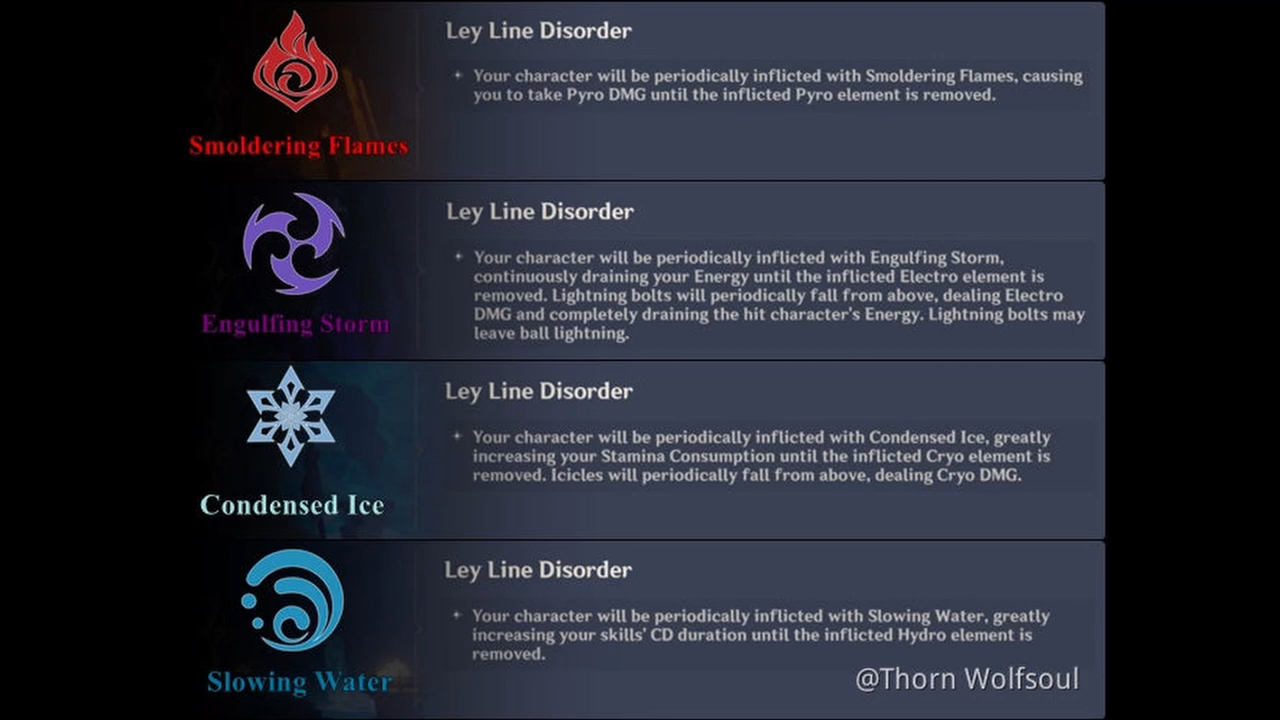 Ley Line Disorder
Your character will be periodically inflicted with Smoldering Flames, causing
you to take Pyro DMG until the inflicted Pyro element is removed.
Smoldering Flames
Ley Line Disorder
Your character will be periodically inflicted with Engulfing Storm,
continuously draining your Energy until the inflicted Electro element is
removed. Lightning bolts will periodically fall from above, dealing Electro
DMG and completely draining the hit character's Energy. Lightning bolts may
leave ball lightning.
Engulfing Storm
Ley Line Disorder
Your character will be periodically inflicted with Condensed Ice, greatly
increasing your Stamina Consumption until the inflicted Cryo element is
removed. Icicles will periodically fall from above, dealing Cryo DMG.
Condensed Ice
Ley Line Disorder
Your character will be periodically inflicted with Slowing Water, greatly
increasing your skills' CD duration until the inflicted Hydro element is
removed.
Slowing Water
@Thorn Wolfsoul